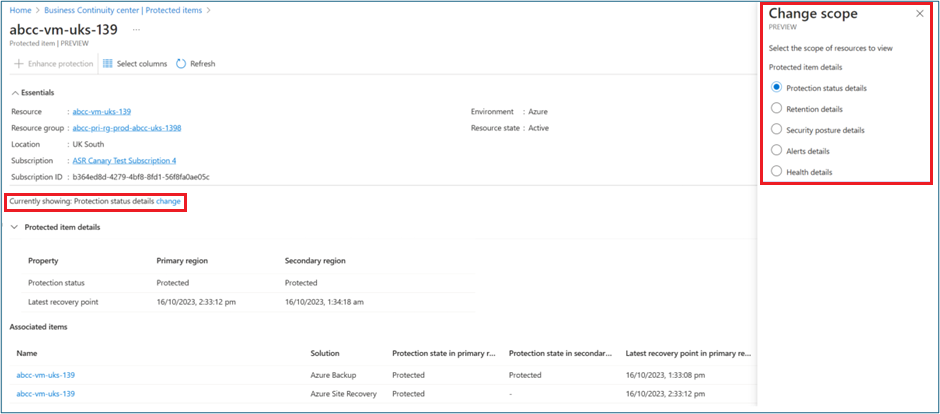 Home > Business Continuity center | Protected items >
abcc-vm-uks-139 ...
Protected item | PREVIEW
Enhance protection Select columns Refresh
Essentials
Resource : abcc-vm-uks-139
Resource group : abcc-pri-rg-prod-abcc-uks-1398
Location : UK South
Subscription : ASR Canary Test Subscription 4
Subscription ID : b364ed8d-4279-4bf8-8fd1-56f8fa0ae05c
Environment : Azure
Resource state : Active
Currently showing: Protection status details change
Protected item details
Property Primary region Secondary region
Protection status Protected Protected
Latest recovery point 16/10/2023, 2:33:12 pm 16/10/2023, 1:34:18 am
Associated items
Name Solution Protection state in primary r... Protection state in secondar... Latest recovery point in primary re...
abcc-vm-uks-139 Azure Backup Protected Protected 16/10/2023, 1:33:08 pm
abcc-vm-uks-139 Azure Site Recovery Protected - 16/10/2023, 2:33:12 pm
Change scope
PREVIEW
Select the scope of resources to view
Protected item details
Protection status details
Retention details
Security posture details
Alerts details
Health details